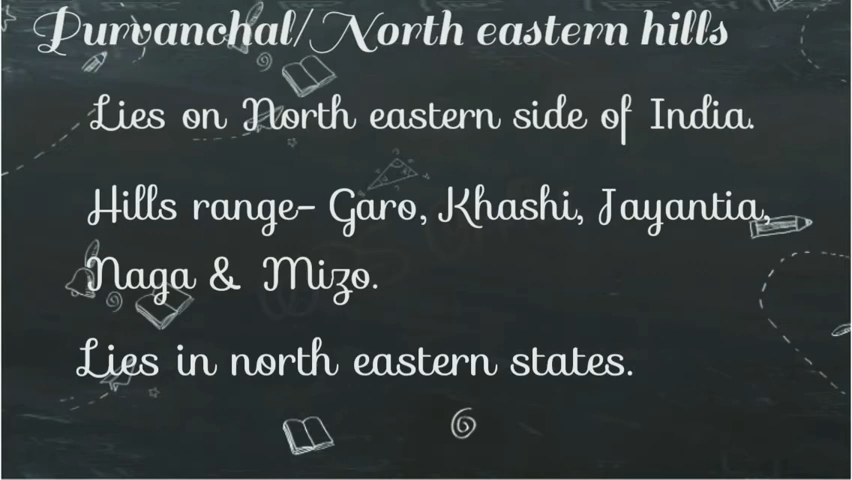 Purvanchal/North eastern hills
Lies on North eastern side of India.
Hills range- Garo, Khashi, Jayantia,
Naga & Mizo.
Lies in north eastern states.